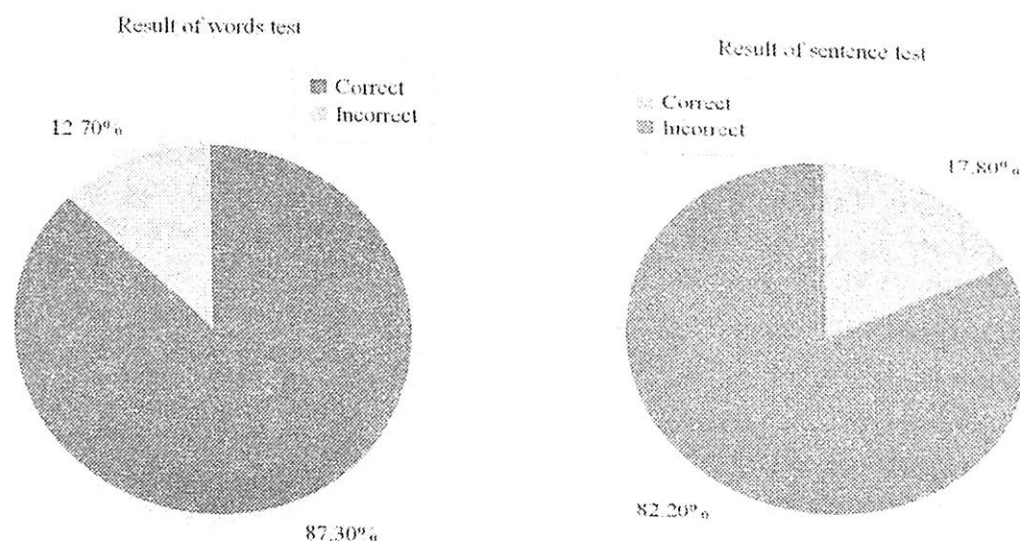 Result of words test
Correct
Incorrect
12.70%
87.30%
Result of sentence test
Correct
Incorrect
17.80%
82.20%